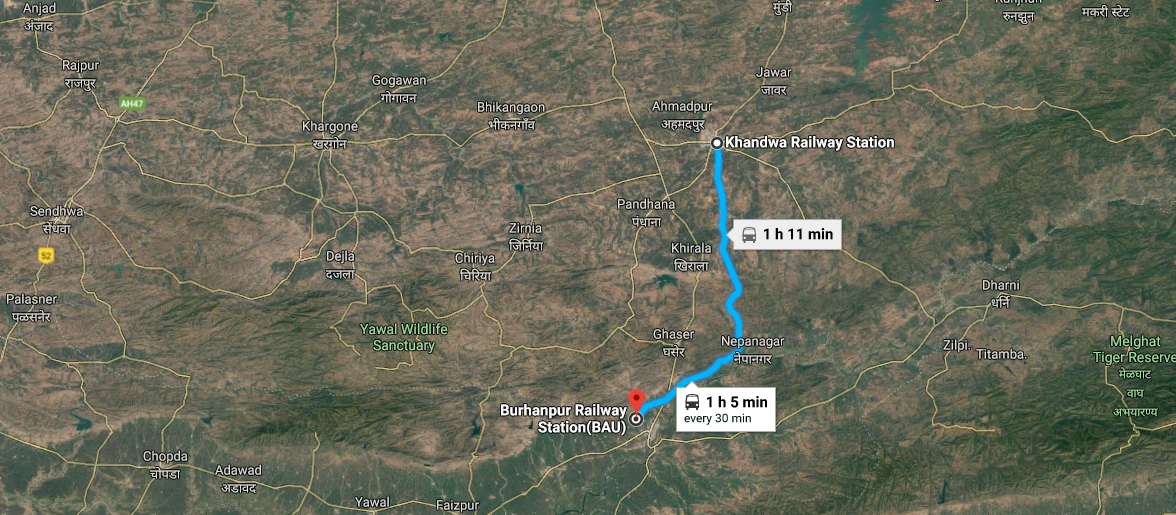 Anjad
अंजाद
मुंडी
रुनझुन
मकरी स्टेट
Rajpur
राजपुर
Gogawan
गोगावन
Jawar
जावर
AH47
Bhikangaon
भीकनगाँव
Ahmadpur
अहमदपुर
Khargone
खरगोन
Khandwa Railway Station
Sendhwa
सेंधवा
Pandhana
पंधाना
Zirnia
जिर्निया
1 h 11 min
52
Khirala
खिराला
Dejla
दजला
Chiriya
चिरिया
Dharni
धर्नि
Palasner
पळसनेर
Yawal Wildlife
Sanctuary
Ghaser
घसेर
Nepanagar
नेपानगर
Zilpi.
Titamba.
Melghat
Tiger Reserve
मेळघाट
वाघ
अभयारण्य
Burhanpur Railway
Station(BAU)
1 h 5 min
every 30 min
Chopda
चोपडा
Adawad
अडावद
Yawal
Faizpur